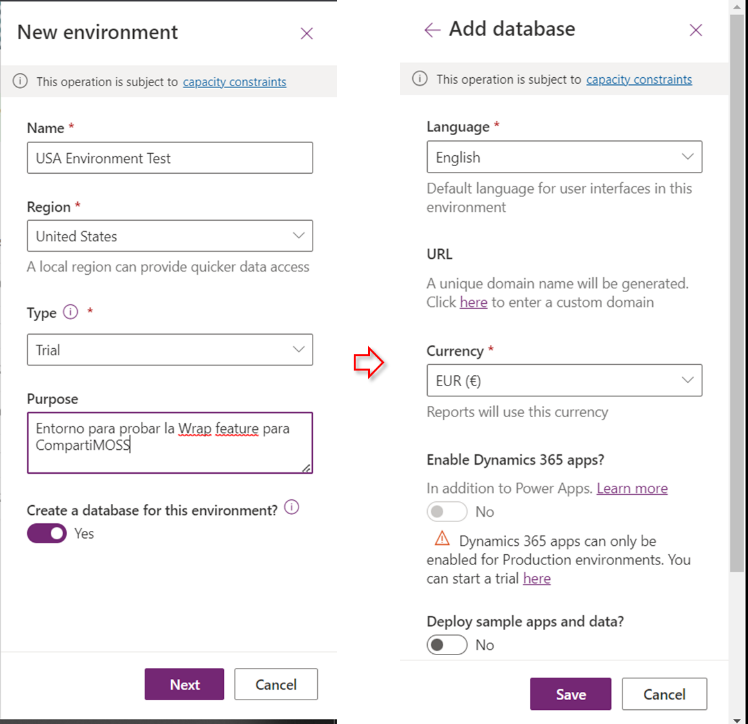 New environment
This operation is subject to capacity constraints
Name *
USA Environment Test
Region *
United States
A local region can provide quicker data access
Type *
Trial
Purpose
Entorno para probar la Wrap feature para
CompartiMOSS
Create a database for this environment?
Yes
Next
Cancel
Add database
This operation is subject to capacity constraints
Language *
English
Default language for user interfaces in this
environment
URL
A unique domain name will be generated.
Click here to enter a custom domain
Currency *
EUR (€)
Reports will use this currency
Enable Dynamics 365 apps?
In addition to Power Apps. Learn more
No
Dynamics 365 apps can only be
enabled for Production environments. You
can start a trial here
Deploy sample apps and data?
No
Save
Cancel